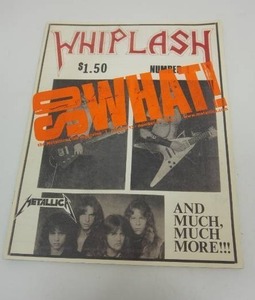 WHIPLASH
$1.50
NUMBER
SO
WHAT!
METALLICA
AND
MUCH,
MUCH
MORE!!!